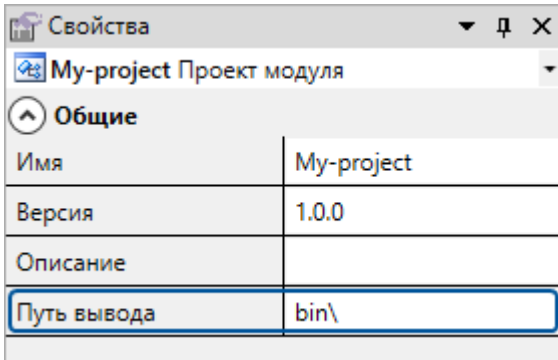 Свойства
My-project Проект модуля
Общие
Имя My-project
Версия 1.0.0
Описание
Путь вывода bin\